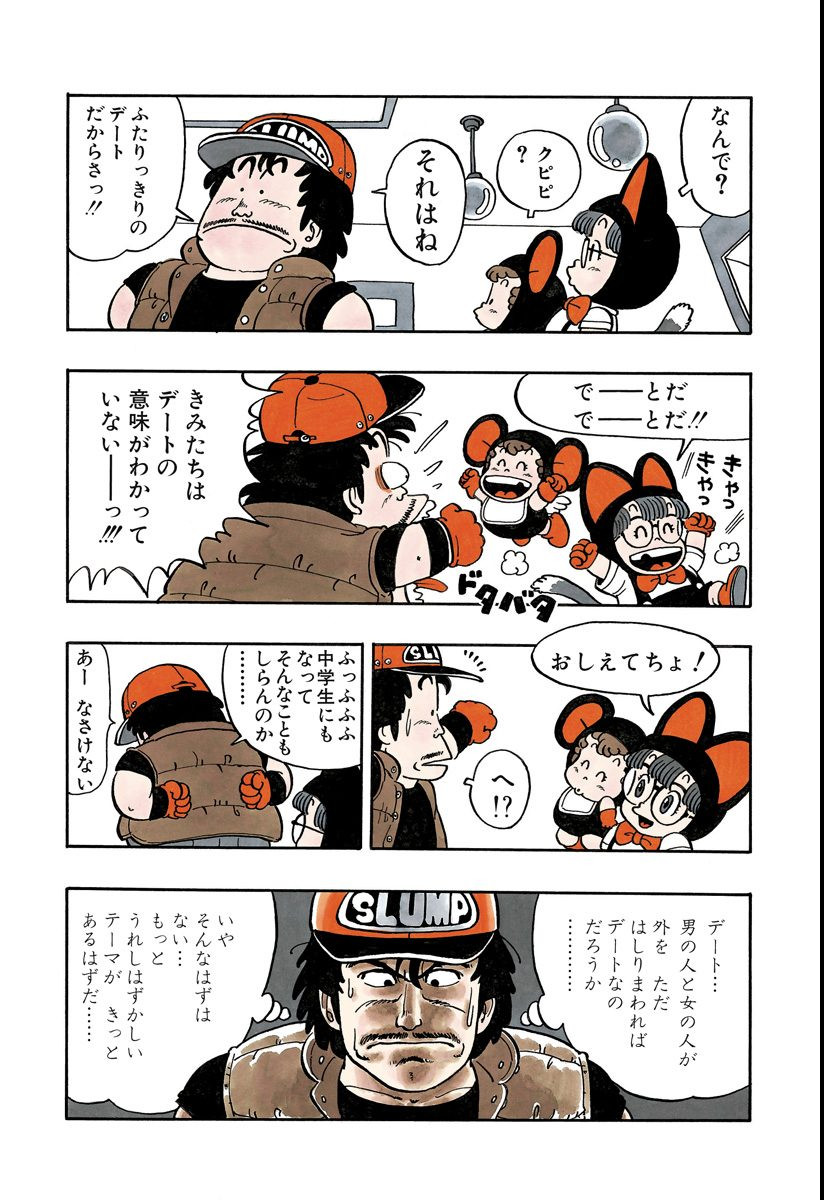 なんで?
クピピ
?
それはね
SLUMP
ふたりっきりの
デート
だからさっ!!
で——とだ
で——とだ!!
きゃっ
きゃっ
ドタ・バタ
きみたちは
デートの
意味がわかって
いない——っ!!!
おしえてちょ!
SLU
へ
!?
ふっふふふ
中学生にも
なって
そんなことも
しらんのか
………
あー なさけない
デート…
男の人と女の人が
外を ただ
はしりまわれば
デートなの
だろうか
…………
SLUMP
いや
そんなはずは
ない…
もっと
うれしはずかしい
テーマが きっと
あるはずだ……